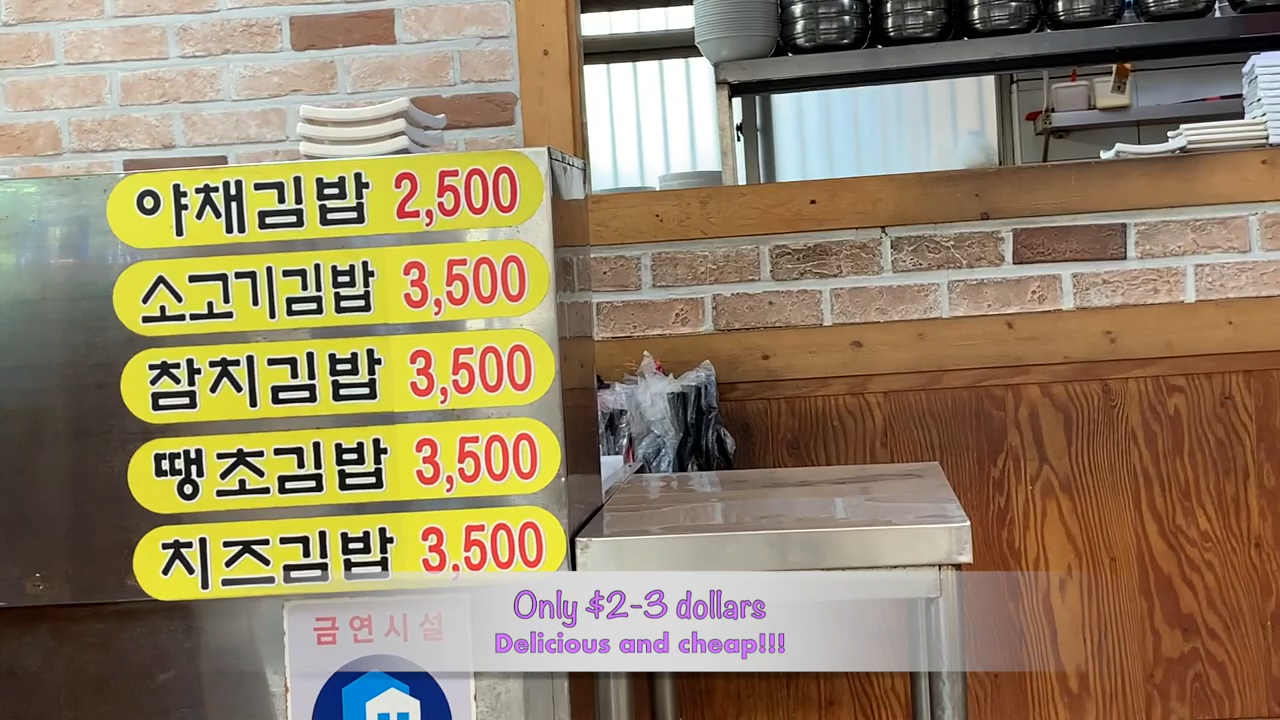 야채김밥 2,500
소고기김밥 3,500
참치김밥 3,500
땡초김밥 3,500
치즈김밥 3,500
금연시설
Only $2-3 dollars
Delicious and cheap!!!